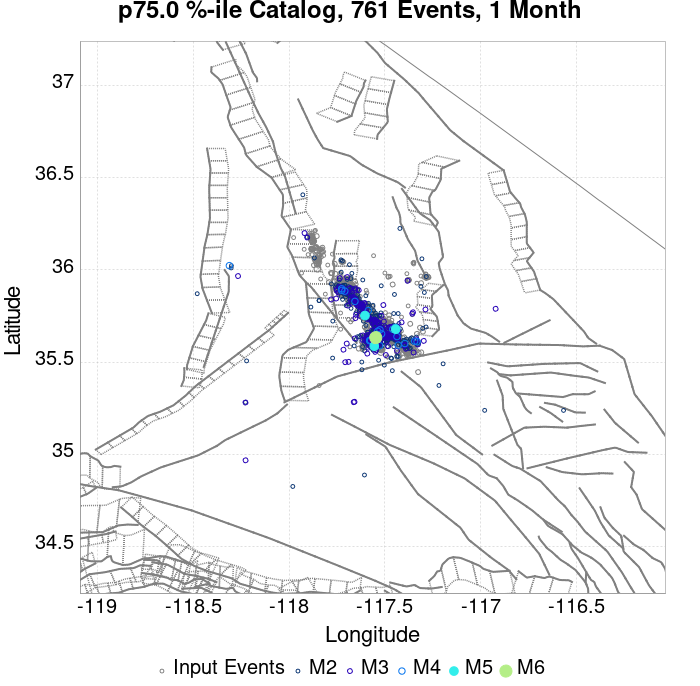 p75.0 %-ile Catalog, 761 Events, 1 Month
37
36.5
36
35.5
35
34.5
Latitude
-119 -118.5 -118 -117.5 -117 -116.5
Longitude
Input Events M2 M3 M4 M5 M6